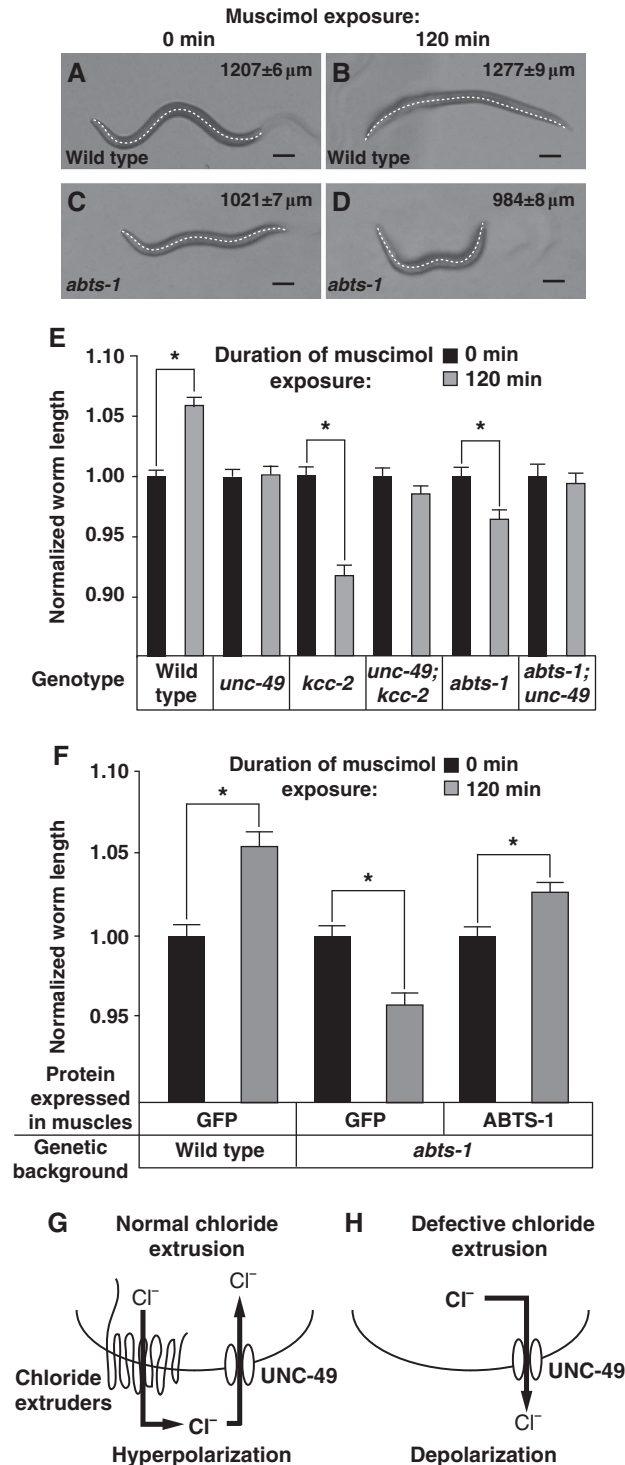 Muscimol exposure:
0 min 120 min
A 1207±6 μm
Wild type
B 1277±9 μm
Wild type
C 1021±7 μm
abts-1
D 984±8 μm
abts-1
E
Duration of muscimol exposure:
0 min
120 min
*
*
*
1.10
1.05
1.00
0.95
0.90
Normalized worm length
Genotype
Wild type
unc-49
kcc-2
unc-49; kcc-2
abts-1
abts-1; unc-49
F
Duration of muscimol exposure:
0 min
120 min
*
*
*
1.10
1.05
1.00
0.95
Normalized worm length
Protein expressed in muscles
GFP GFP ABTS-1
Genetic background
Wild type abts-1
G Normal chloride extrusion
Cl⁻
Cl⁻
Chloride extruders
UNC-49
Cl⁻
Hyperpolarization
H Defective chloride extrusion
Cl⁻
UNC-49
Cl⁻
Depolarization